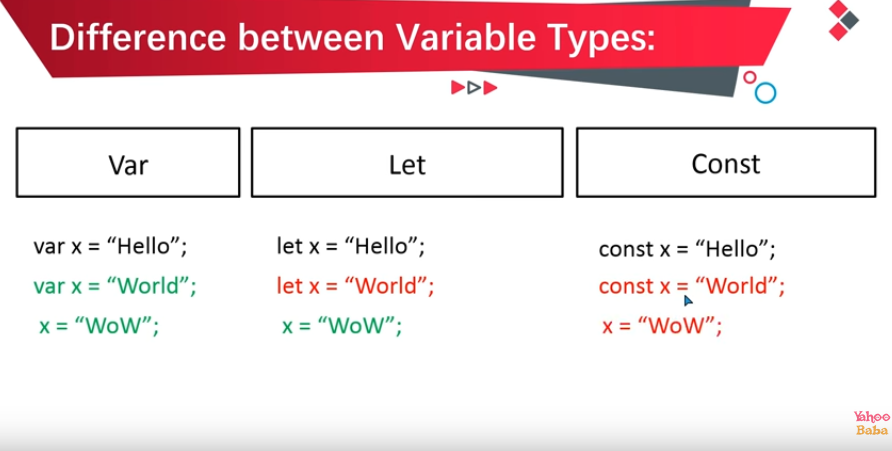 Difference between Variable Types:
Var
Let
Const
var x = “Hello”;
let x = “Hello”;
const x = “Hello”;
var x = “World”;
let x = “World”;
const x = “World”;
x = “WoW”;
x = “WoW”;
x = “WoW”;
Yahoo
Baba